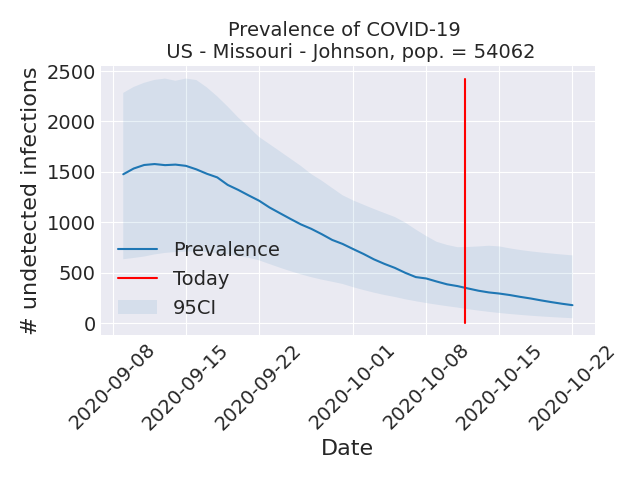 Prevalence of COVID-19
US - Missouri - Johnson, pop. = 54062
# undetected infections
2500
2000
1500
1000
500
0
Prevalence
Today
95CI
2020-09-08
2020-09-15
2020-09-22
2020-10-01
2020-10-08
2020-10-15
2020-10-22
Date